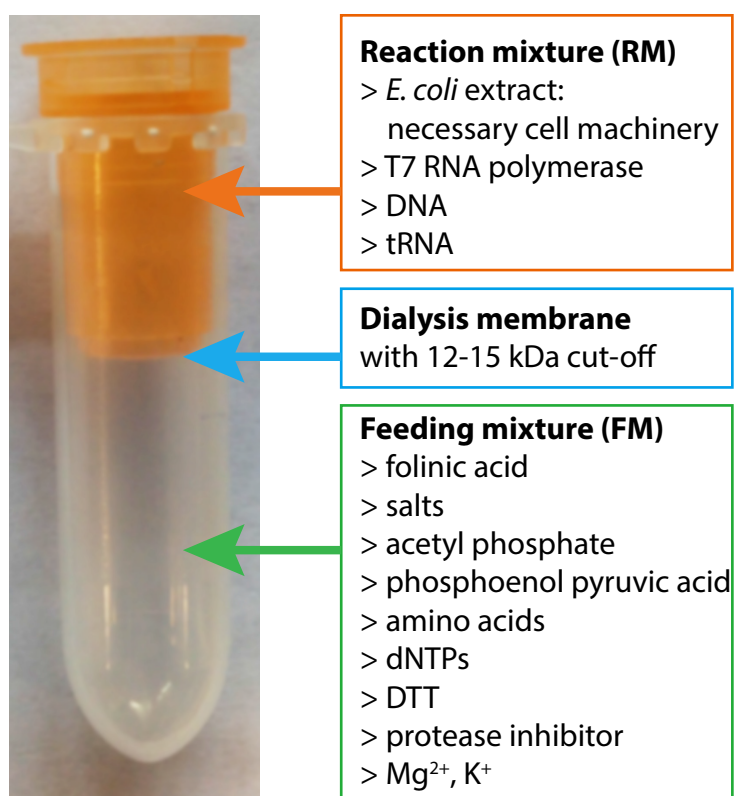 Reaction mixture (RM)
> E. coli extract:
necessary cell machinery
> T7 RNA polymerase
> DNA
> tRNA
Dialysis membrane
with 12-15 kDa cut-off
Feeding mixture (FM)
> folinic acid
> salts
> acetyl phosphate
> phosphoenol pyruvic acid
> amino acids
> dNTPs
> DTT
> protease inhibitor
> Mg²⁺, K⁺